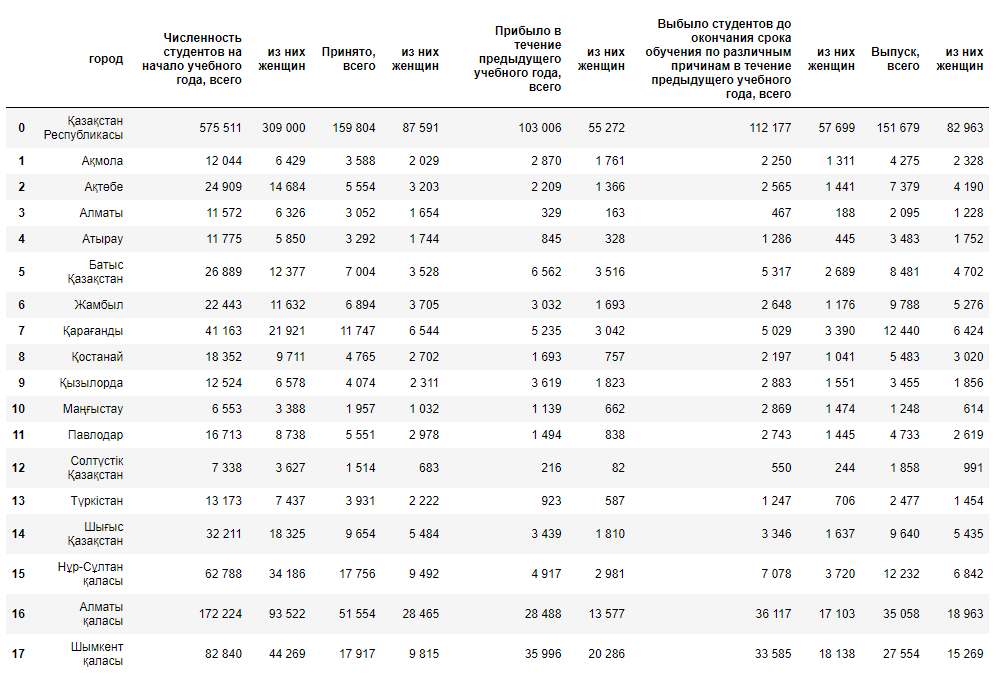 город Численность студентов на начало учебного года, всего из них женщин Принято, всего из них женщин Прибыло в течение предыдущего учебного года, всего из них женщин Выбыло студентов до окончания срока обучения по различным причинам в течение предыдущего учебного года, всего из них женщин Выпуск, всего из них женщин
0 Қазақстан Республикасы 575 511 309 000 159 804 87 591 103 006 55 272 112 177 57 699 151 679 82 963
1 Ақмола 12 044 6 429 3 588 2 029 2 870 1 761 2 250 1 311 4 275 2 328
2 Ақтөбе 24 909 14 684 5 554 3 203 2 209 1 366 2 565 1 441 7 379 4 190
3 Алматы 11 572 6 326 3 052 1 654 329 163 467 188 2 095 1 228
4 Атырау 11 775 5 850 3 292 1 744 845 328 1 286 445 3 483 1 752
5 Батыс Қазақстан 26 889 12 377 7 004 3 528 6 562 3 516 5 317 2 689 8 481 4 702
6 Жамбыл 22 443 11 632 6 894 3 705 3 032 1 693 2 648 1 176 9 788 5 276
7 Қарағанды 41 163 21 921 11 747 6 544 5 235 3 042 5 029 3 390 12 440 6 424
8 Қостанай 18 352 9 711 4 765 2 702 1 693 757 2 197 1 041 5 483 3 020
9 Қызылорда 12 524 6 578 4 074 2 311 3 619 1 823 2 883 1 551 3 455 1 856
10 Маңғыстау 6 553 3 388 1 957 1 032 1 139 662 2 869 1 474 1 248 614
11 Павлодар 16 713 8 738 5 551 2 978 1 494 838 2 743 1 445 4 733 2 619
12 Солтүстік Қазақстан 7 338 3 627 1 514 683 216 82 550 244 1 858 991
13 Түркістан 13 173 7 437 3 931 2 222 923 587 1 247 706 2 477 1 454
14 Шығыс Қазақстан 32 211 18 325 9 654 5 484 3 439 1 810 3 346 1 637 9 640 5 435
15 Нұр-Сұлтан қаласы 62 788 34 186 17 756 9 492 4 917 2 981 7 078 3 720 12 232 6 842
16 Алматы қаласы 172 224 93 522 51 554 28 465 28 488 13 577 36 117 17 103 35 058 18 963
17 Шымкент қаласы 82 840 44 269 17 917 9 815 35 996 20 286 33 585 18 138 27 554 15 269